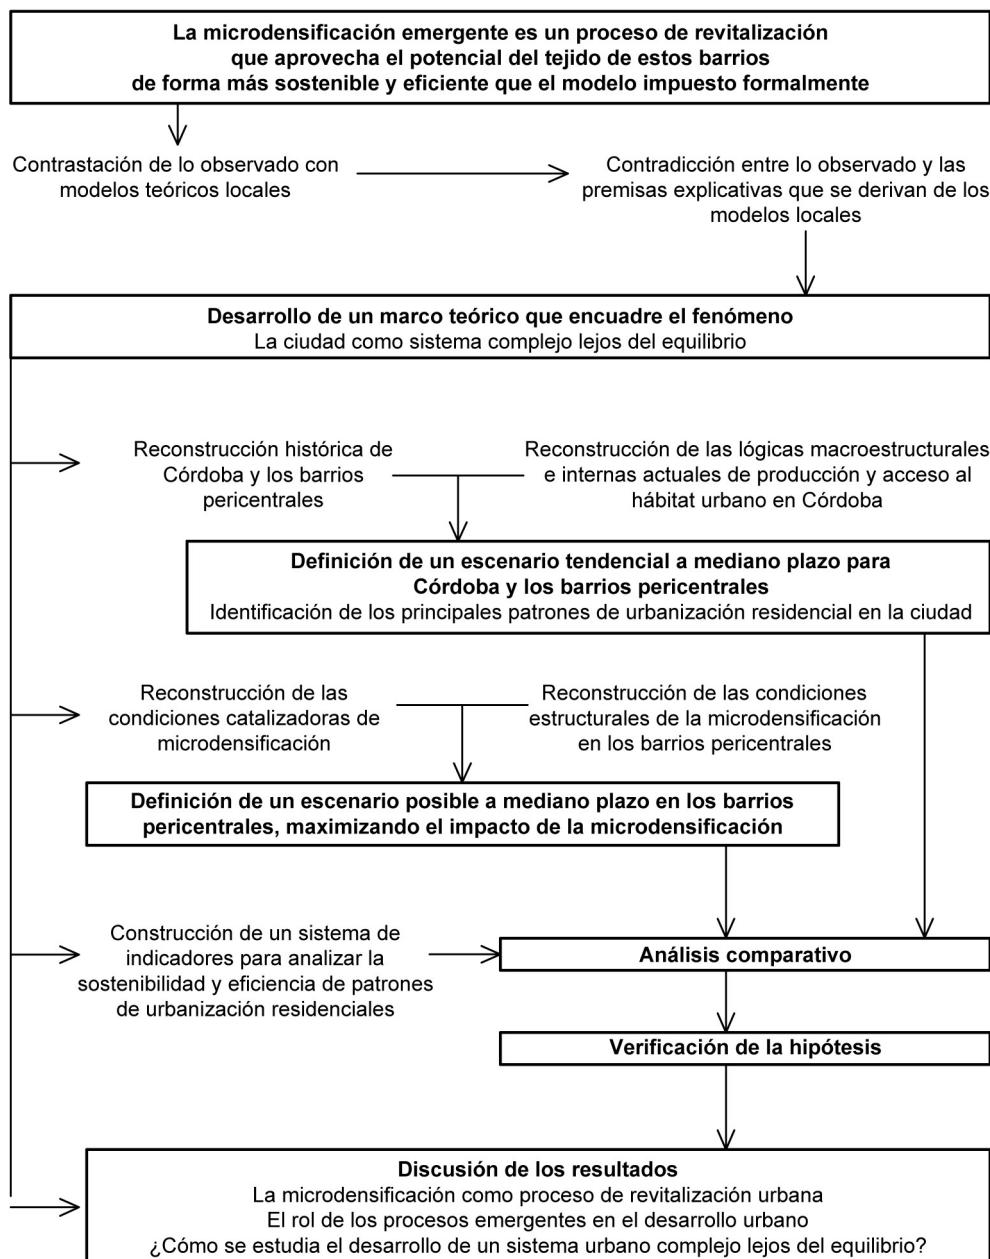 La microdensificación emergente es un proceso de revitalización
que aprovecha el potencial del tejido de estos barrios
de forma más sostenible y eficiente que el modelo impuesto formalmente
Contrastación de lo observado con
modelos teóricos locales
Contradicción entre lo observado y las
premisas explicativas que se derivan de los
modelos locales
Desarrollo de un marco teórico que encuadre el fenómeno
La ciudad como sistema complejo lejos del equilibrio
Reconstrucción histórica de
Córdoba y los barrios
pericentrales
Reconstrucción de las lógicas macroestructurales
e internas actuales de producción y acceso al
hábitat urbano en Córdoba
Definición de un escenario tendencial a mediano plazo para
Córdoba y los barrios pericentrales
Identificación de los principales patrones de urbanización residencial en la ciudad
Reconstrucción de las
condiciones catalizadoras de
microdensificación
Reconstrucción de las condiciones
estructurales de la microdensificación
en los barrios pericentrales
Definición de un escenario posible a mediano plazo en los barrios
pericentrales, maximizando el impacto de la microdensificación
Construcción de un sistema de
indicadores para analizar la
sostenibilidad y eficiencia de patrones
de urbanización residenciales
Análisis comparativo
Verificación de la hipótesis
Discusión de los resultados
La microdensificación como proceso de revitalización urbana
El rol de los procesos emergentes en el desarrollo urbano
¿Cómo se estudia el desarrollo de un sistema urbano complejo lejos del equilibrio?